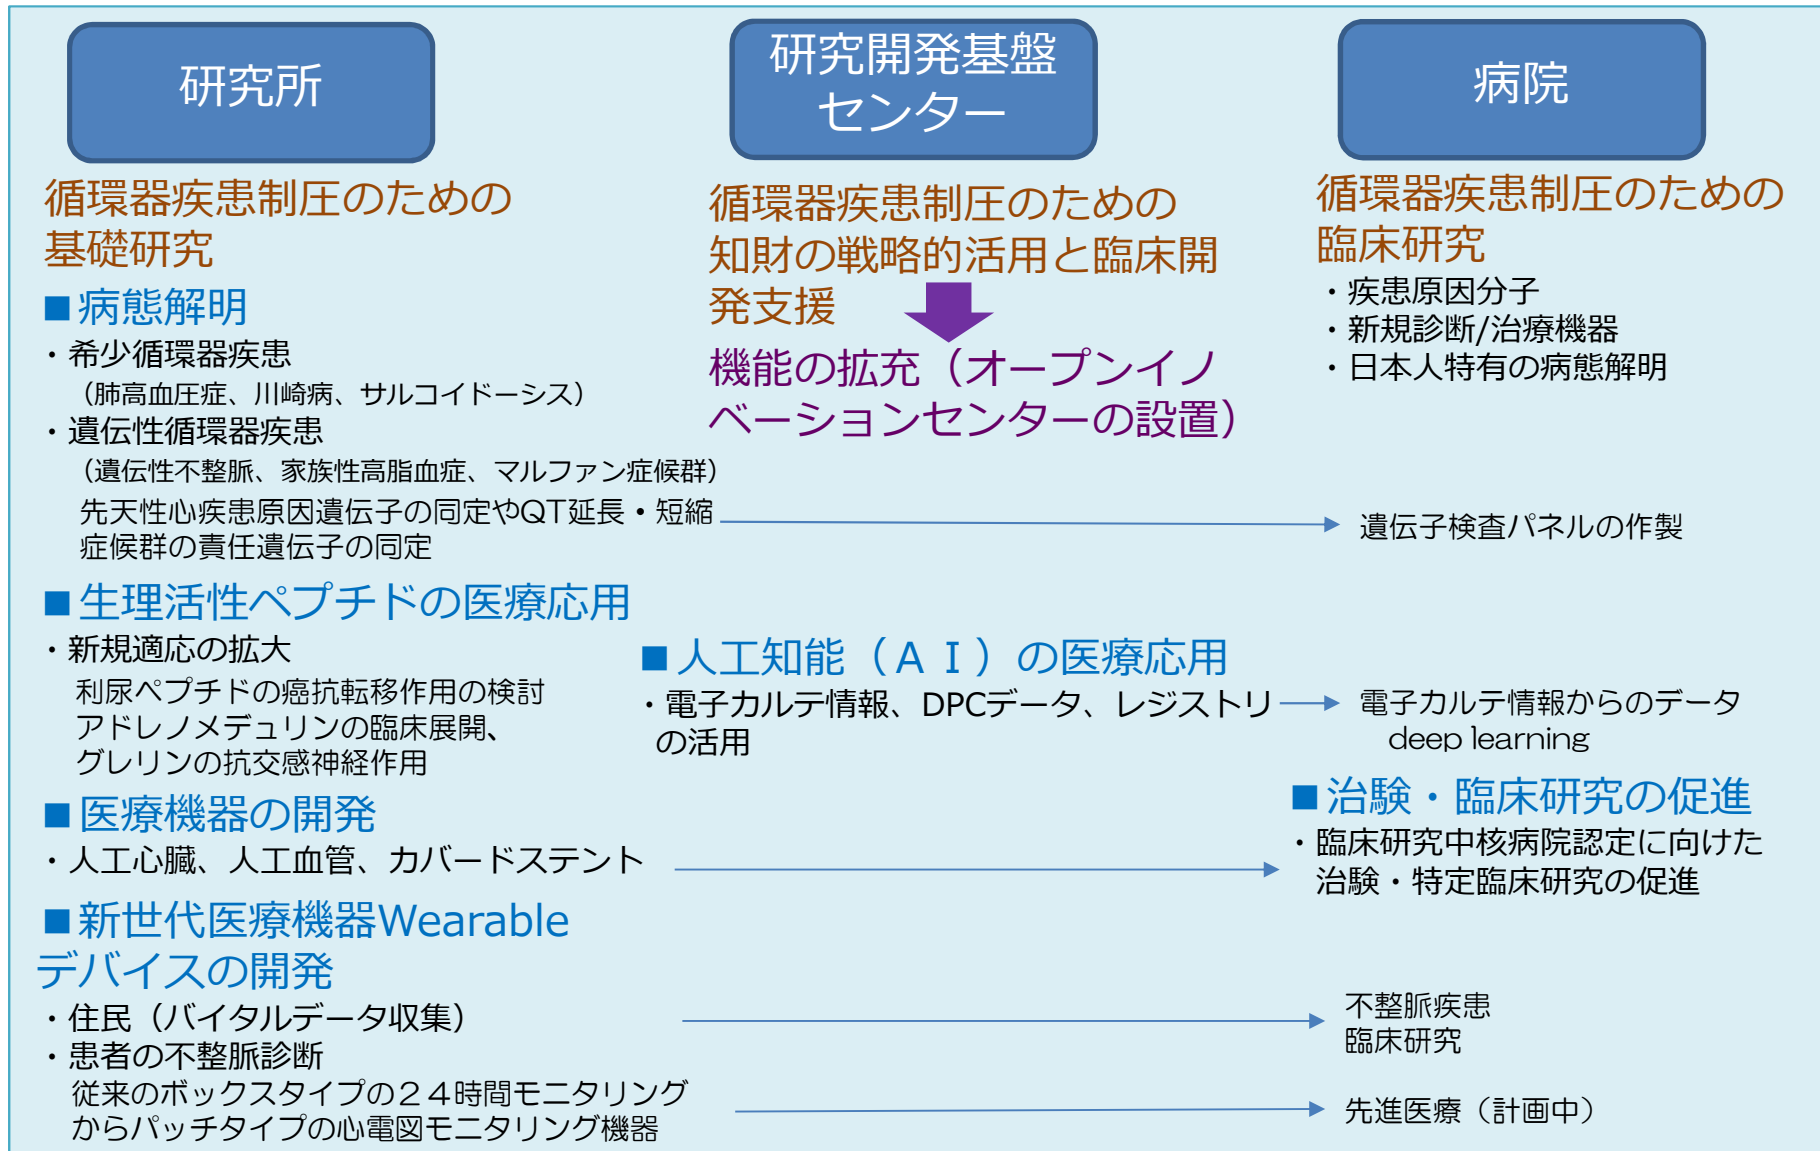 研究所
循環器疾患制圧のための
基礎研究
■病態解明
・希少循環器疾患
（肺高血圧症、川崎病、サルコイドーシス）
・遺伝性循環器疾患
（遺伝性不整脈、家族性高脂血症、マルファン症候群）
先天性心疾患原因遺伝子の同定やQT延長・短縮
症候群の責任遺伝子の同定
■生理活性ペプチドの医療応用
・新規適応の拡大
利尿ペプチドの癌抗転移作用の検討
アドレノメデュリンの臨床展開、
グレリンの抗交感神経作用
■医療機器の開発
・人工心臓、人工血管、カバードステント
■新世代医療機器Wearable
デバイスの開発
・住民（バイタルデータ収集）
・患者の不整脈診断
従来のボックスタイプの２４時間モニタリング
からパッチタイプの心電図モニタリング機器
研究開発基盤
センター
循環器疾患制圧のための
知財の戦略的活用と臨床開
発支援
機能の拡充（オープンイノ
ベーションセンターの設置）
■人工知能（ＡＩ）の医療応用
・電子カルテ情報、DPCデータ、レジストリ
の活用
病院
循環器疾患制圧のための
臨床研究
・疾患原因分子
・新規診断/治療機器
・日本人特有の病態解明
遺伝子検査パネルの作製
電子カルテ情報からのデータ
deep learning
■治験・臨床研究の促進
・臨床研究中核病院認定に向けた
治験・特定臨床研究の促進
不整脈疾患
臨床研究
先進医療（計画中）